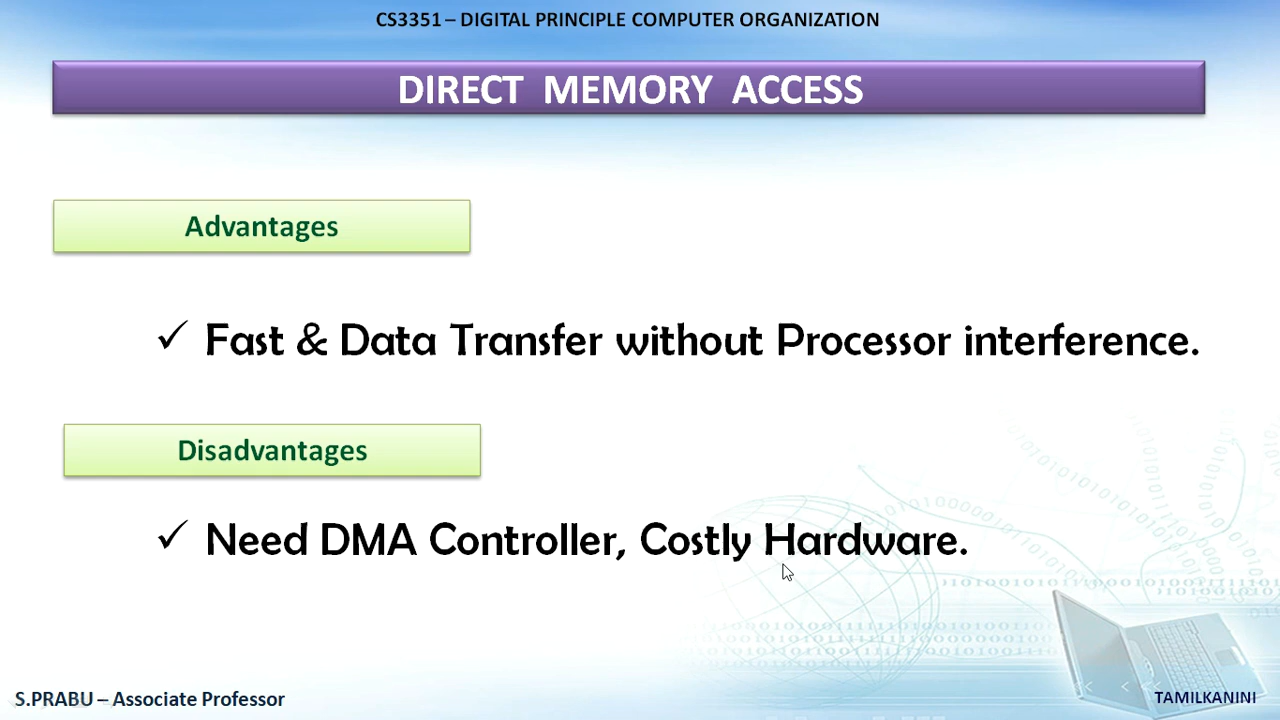 CS3351 – DIGITAL PRINCIPLE COMPUTER ORGANIZATION
DIRECT MEMORY ACCESS
Advantages
✓ Fast & Data Transfer without Processor interference.
Disadvantages
✓ Need DMA Controller, Costly Hardware.
S.PRABU – Associate Professor
TAMILKANINI